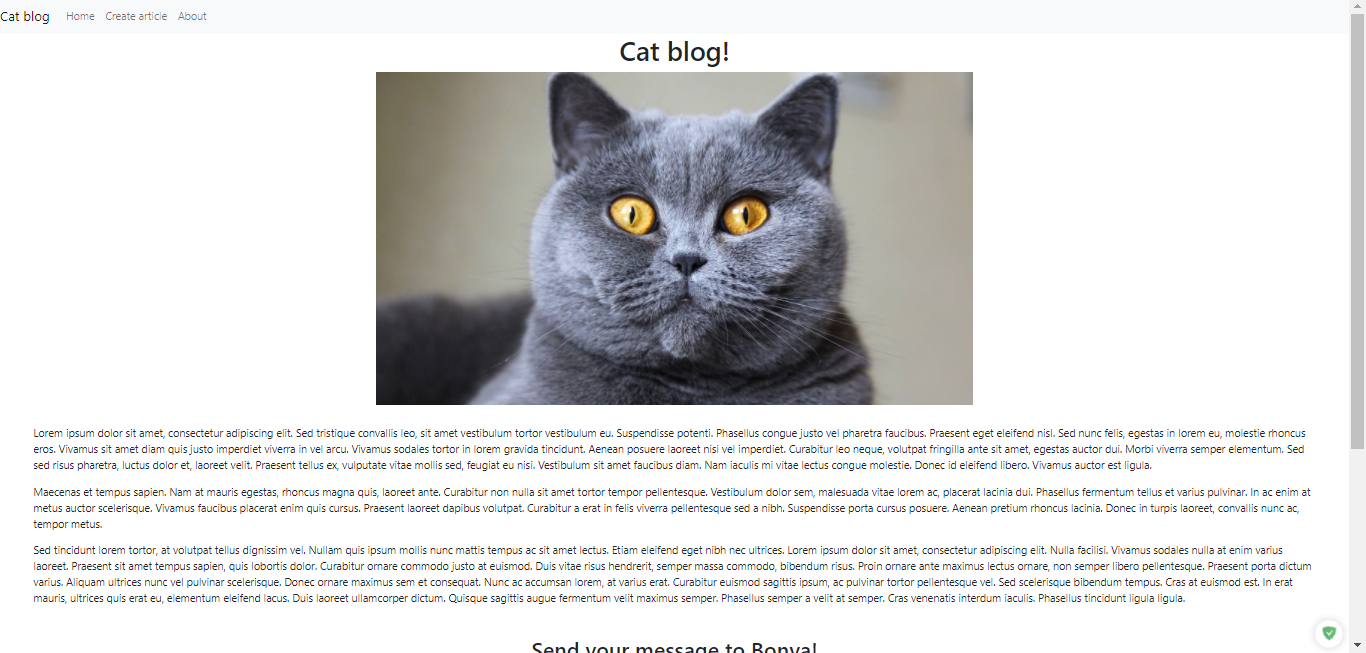 Cat blog Home Create article About
Cat blog!
Lorem ipsum dolor sit amet, consectetur adipiscing elit. Sed tristique convallis leo, sit amet vestibulum tortor vestibulum eu. Suspendisse potenti. Phasellus congue justo vel pharetra faucibus. Praesent eget eleifend nisl. Sed nunc felis, egestas in lorem eu, molestie rhoncus
eros. Vivamus sit amet diam quis justo imperdiet viverra in vel arcu. Vivamus sodales tortor in lorem gravida tincidunt. Aenean posuere laoreet nisi vel imperdiet. Curabitur leo neque, volutpat fringilla ante sit amet, egestas auctor dui. Morbi viverra semper elementum. Sed
sed risus pharetra, luctus dolor et, laoreet velit. Praesent tellus ex, vulputate vitae mollis sed, feugiat eu nisi. Vestibulum sit amet faucibus diam. Nam iaculis mi vitae lectus congue molestie. Donec id eleifend libero. Vivamus auctor est ligula.
Maecenas et tempus sapien. Nam at mauris egestas, rhoncus magna quis, laoreet ante. Curabitur non nulla sit amet tortor tempor pellentesque. Vestibulum dolor sem, malesuada vitae lorem ac, placerat lacinia dui. Phasellus fermentum tellus et varius pulvinar. In ac enim at
metus auctor scelerisque. Vivamus faucibus placerat enim quis cursus. Praesent laoreet dapibus volutpat. Curabitur a erat in felis viverra pellentesque sed a nibh. Suspendisse porta cursus posuere. Aenean pretium rhoncus lacinia. Donec in turpis laoreet, convallis nunc ac,
tempor metus.
Sed tincidunt lorem tortor, at volutpat tellus dignissim vel. Nullam quis ipsum mollis nunc mattis tempus ac sit amet lectus. Etiam eleifend eget nibh nec ultrices. Lorem ipsum dolor sit amet, consectetur adipiscing elit. Nulla facilisi. Vivamus sodales nulla at enim varius
laoreet. Praesent sit amet tempus sapien, quis lobortis dolor. Curabitur ornare commodo justo at euismod. Duis vitae risus hendrerit, semper massa commodo, bibendum risus. Proin ornare ante maximus lectus ornare, non semper libero pellentesque. Praesent porta dictum
varius. Aliquam ultrices nunc vel pulvinar scelerisque. Donec ornare maximus sem et consequat. Nunc ac accumsan lorem, at varius erat. Curabitur euismod sagittis ipsum, ac pulvinar tortor pellentesque vel. Sed scelerisque bibendum tempus. Cras at euismod est. In erat
mauris, ultrices quis erat eu, elementum eleifend lacus. Duis laoreet ullamcorper dictum. Quisque sagittis augue fermentum velit maximus semper. Phasellus semper a velit at semper. Cras venenatis interdum iaculis. Phasellus tincidunt ligula ligula.
Send your message to Bonya!